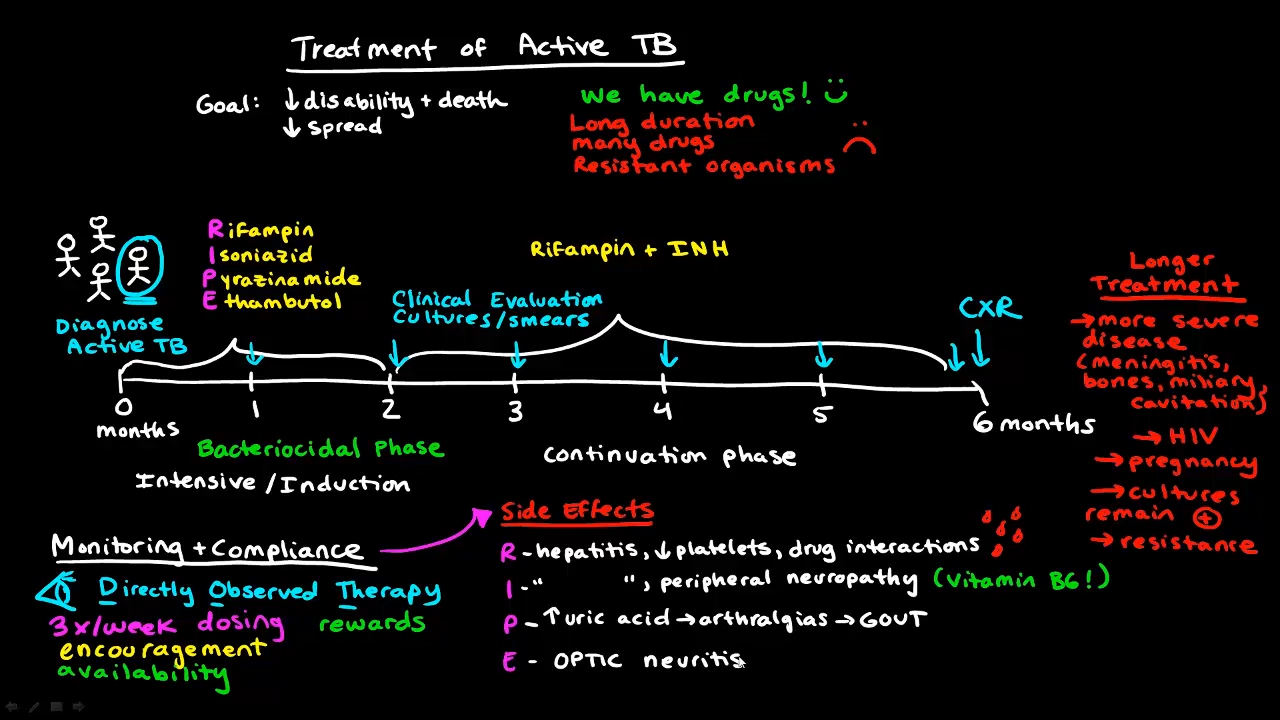 Treatment of Active TB
Goal: ↓ disability + death
↓ spread
We have drugs!
Long duration
many drugs
Resistant organisms
Rifampin
Isoniazid
Pyrazinamide
Ethambutol
Rifampin + INH
Clinical Evaluation
Cultures/smears
CXR
Diagnose
Active TB
0 1 2 3 4 5 6 months
months
Bacteriocidal Phase
Intensive/Induction
Continuation phase
Longer
Treatment
→ more severe
disease
(meningitis,
bones, miliary,
cavitation)
→ HIV
→ pregnancy
→ cultures
remain ⊕
→ resistance
Monitoring + Compliance
Directly Observed Therapy
3x/week dosing rewards
encouragement
availability
Side Effects
R - hepatitis, ↓ platelets, drug interactions
I - " ", peripheral neuropathy (Vitamin B6!)
P - ↑ uric acid → arthralgias → GOUT
E - OPTIC neuritis